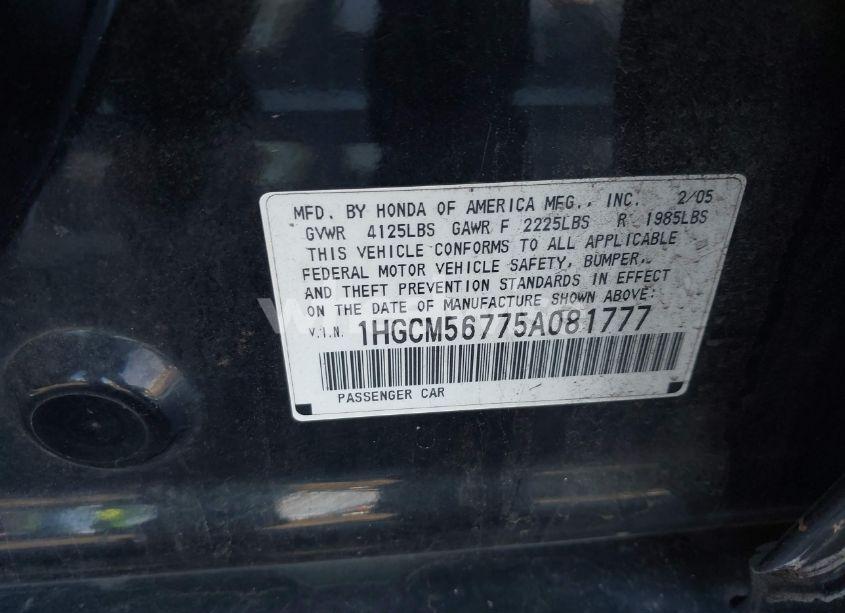 MFD. BY HONDA OF AMERICA MFG., INC. 2/05
GVWR 4125LBS GAWR F 2225LBS R 1985LBS
THIS VEHICLE CONFORMS TO ALL APPLICABLE
FEDERAL MOTOR VEHICLE SAFETY, BUMPER,
AND THEFT PREVENTION STANDARDS IN EFFECT
ON THE DATE OF MANUFACTURE SHOWN ABOVE:
V.I.N. 1HGCM56775A081777
PASSENGER CAR